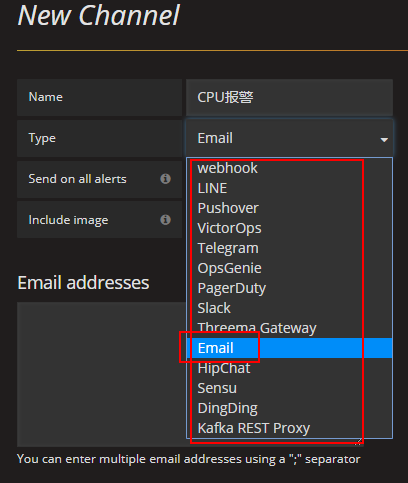 New Channel
Name
CPU报警
Type
Email
webhook
LINE
Pushover
VictorOps
Telegram
OpsGenie
PagerDuty
Slack
Threema Gateway
Email
HipChat
Sensu
DingDing
Kafka REST Proxy
Send on all alerts
Include image
Email addresses
You can enter multiple email addresses using a ";" separator